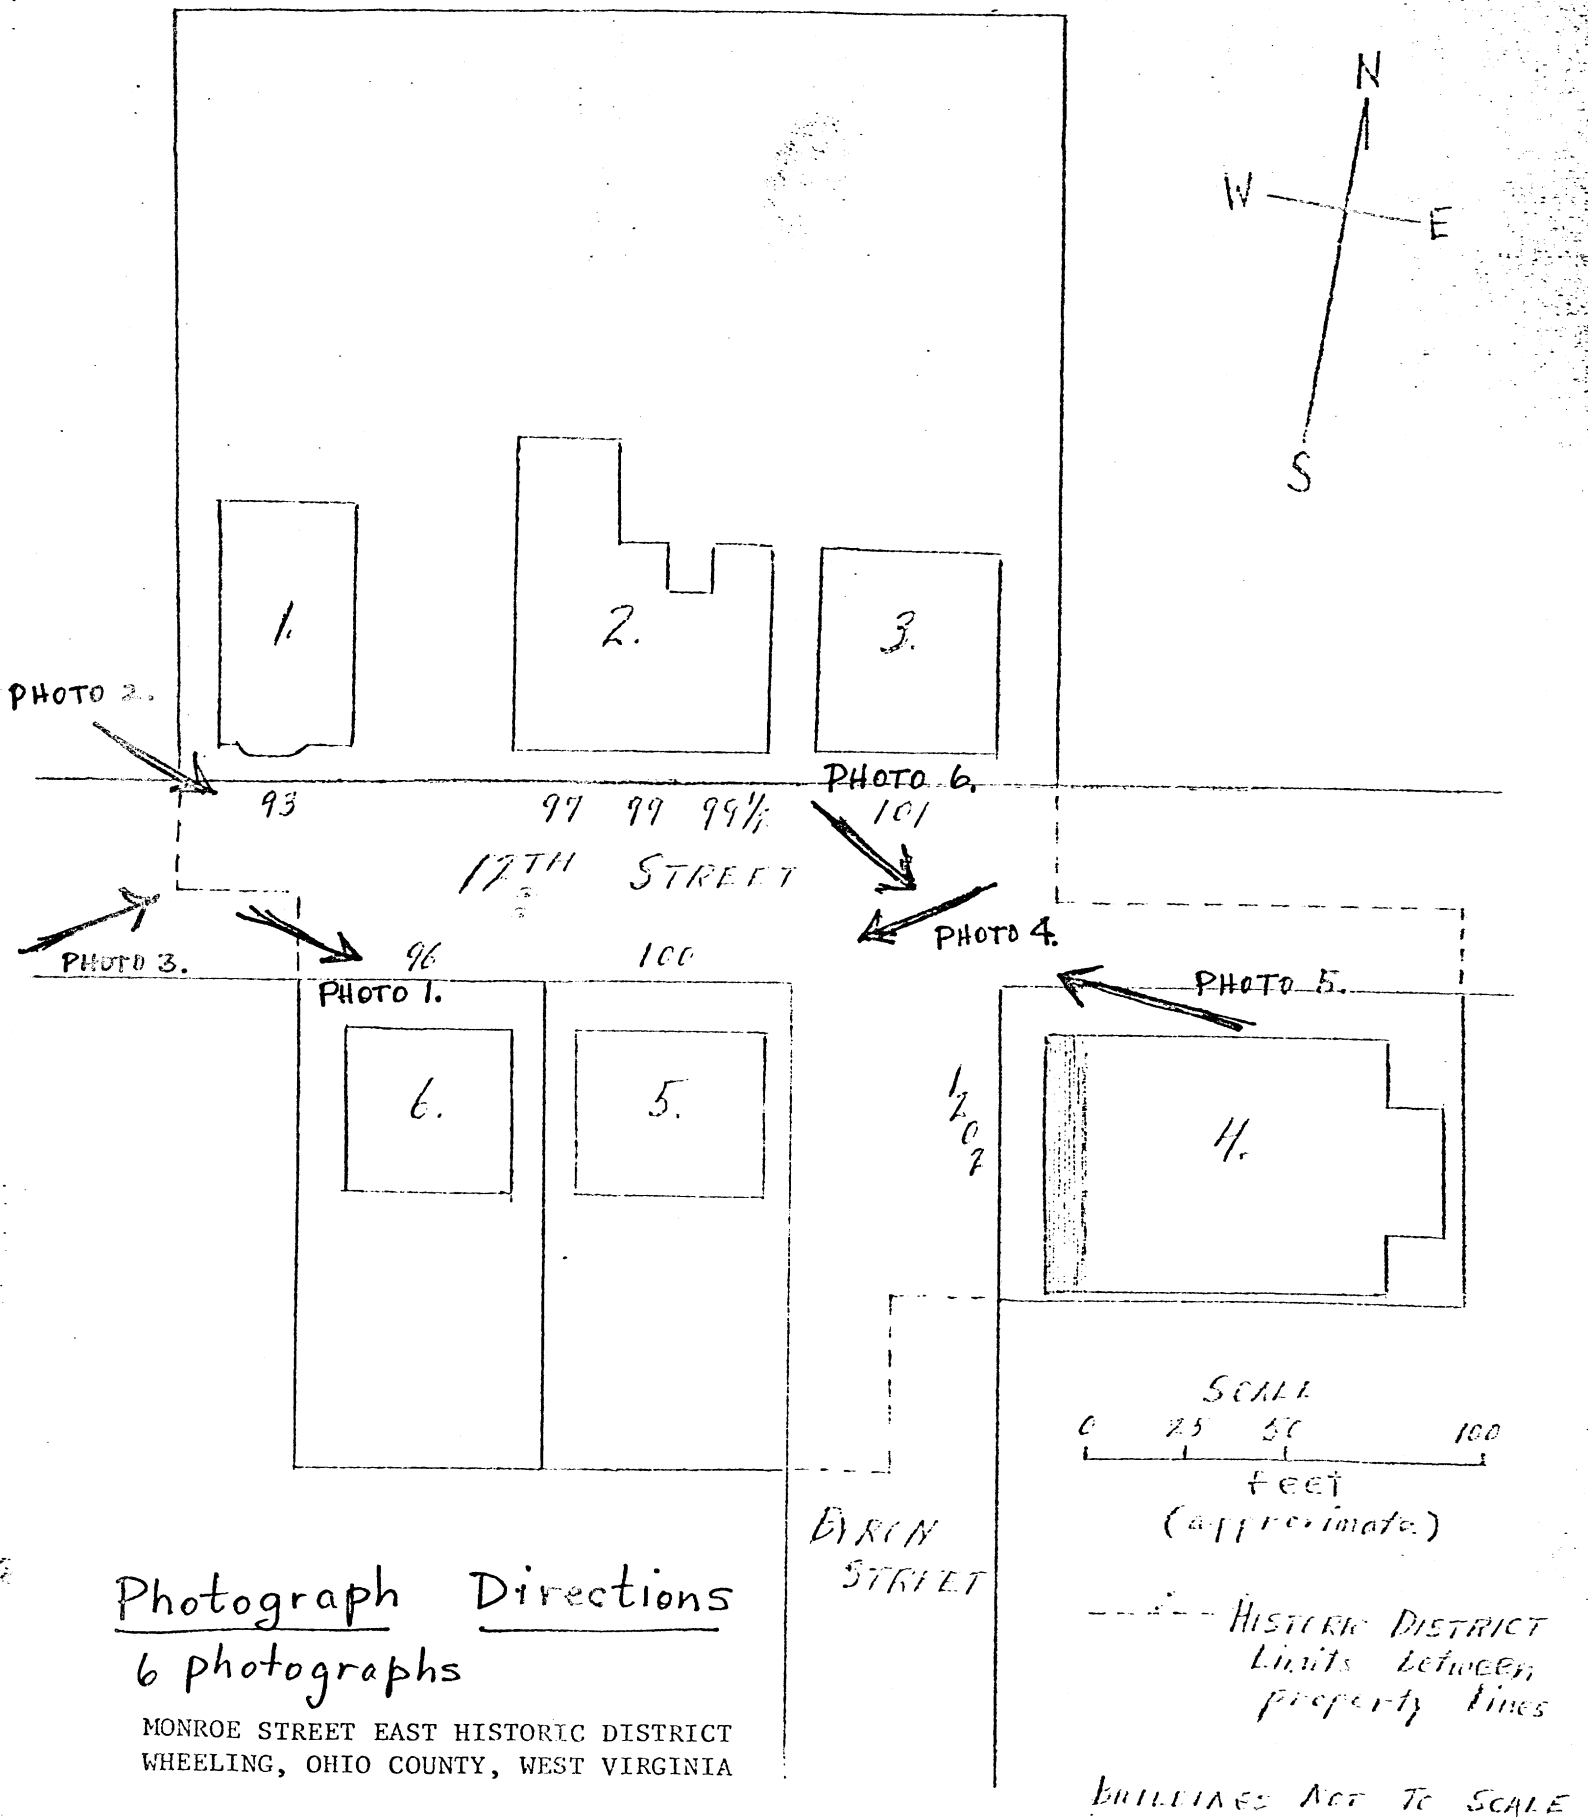 N
W
E
S
1.
2.
3.
PHOTO 2.
PHOTO 6.
93
97 99 99½
101
12TH STREET
PHOTO 4.
PHOTO 3.
96
100
PHOTO 1.
PHOTO 5.
6.
5.
1202
4.
SCALE
0 25 50 100
feet
(approximate)
BYRON
STREET
Photograph Directions
6 photographs
HISTORIC DISTRICT
Limits between
property lines
MONROE STREET EAST HISTORIC DISTRICT
WHEELING, OHIO COUNTY, WEST VIRGINIA
BUILDINGS NOT TO SCALE